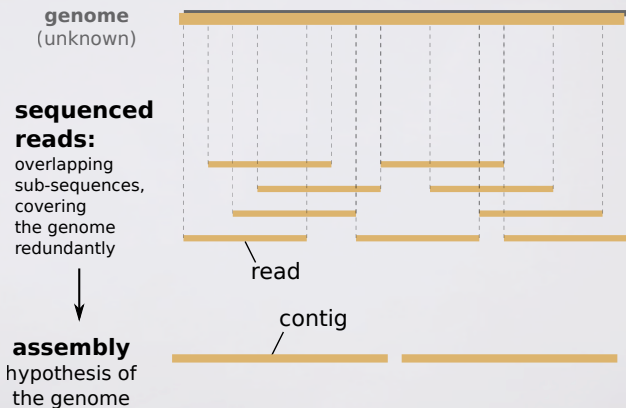 genome
(unknown)
sequenced
reads:
overlapping
sub-sequences,
covering
the genome
redundantly
read
contig
assembly
hypothesis of
the genome